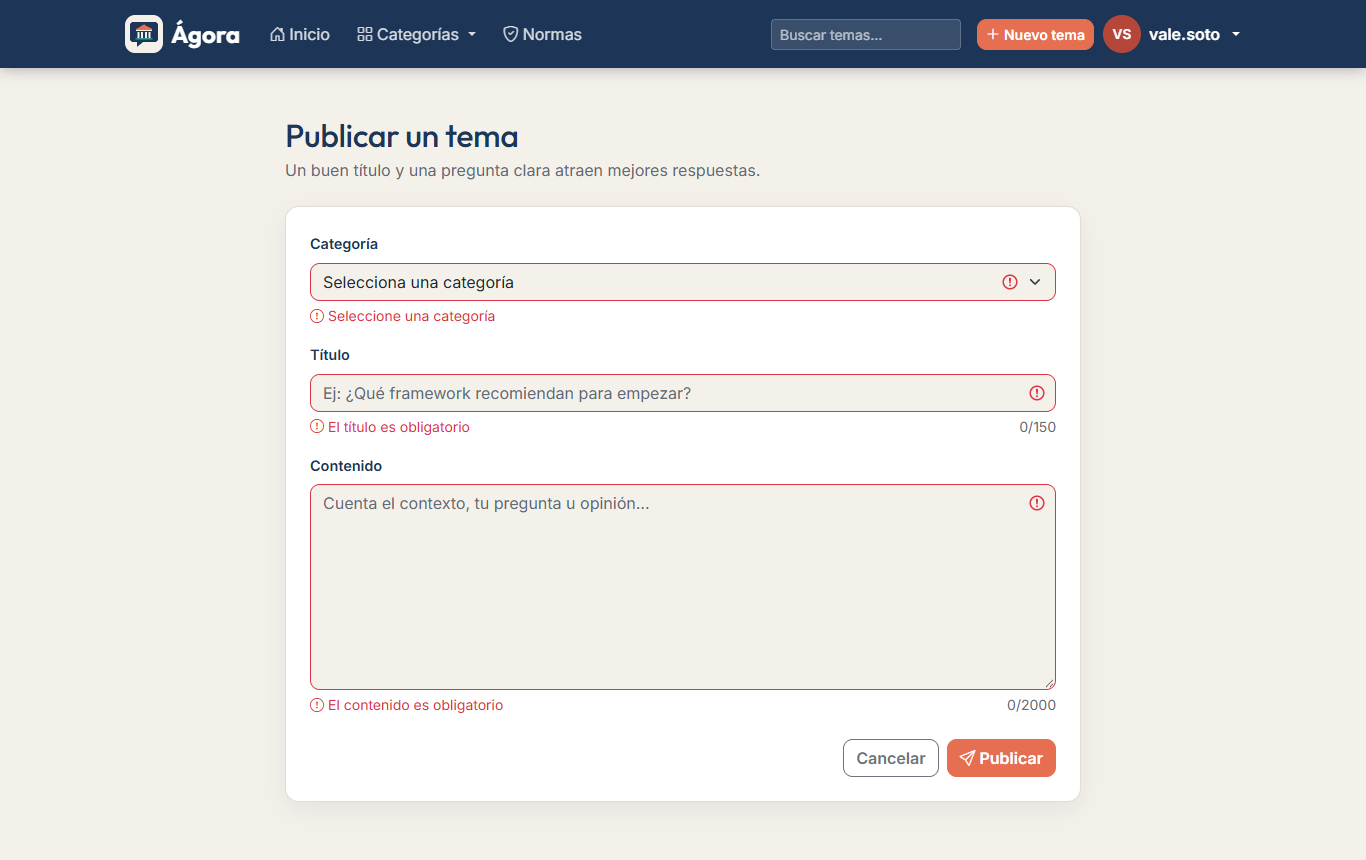 Ágora Inicio Categorías Normas Buscar temas... + Nuevo tema VS vale.soto
Publicar un tema
Un buen título y una pregunta clara atraen mejores respuestas.
Categoría
Selecciona una categoría
Seleccione una categoría
Título
Ej: ¿Qué framework recomiendan para empezar?
El título es obligatorio 0/150
Contenido
Cuenta el contexto, tu pregunta u opinión...
El contenido es obligatorio 0/2000
Cancelar Publicar